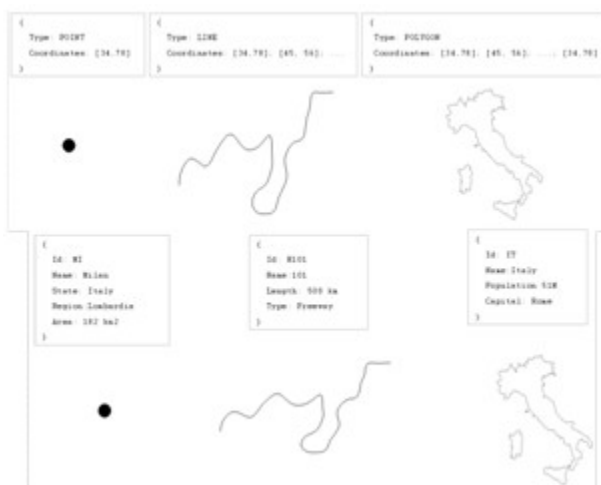 {
Type: POINT
Coordinates: [34.78]
}
{
Type: LINE
Coordinates: [34.78], [45, 56], ...
}
{
Type: POLYGON
Coordinates: [34.78], [45, 56], ...., [34.78]
}
{
Id: MI
Name: Milan
State: Italy
Region Lombardia
Area: 182 km2
}
{
Id: M101
Name 101
Length: 500 km
Type: Freeway
}
{
Id: IT
Name Italy
Population
Capital: Rome
}